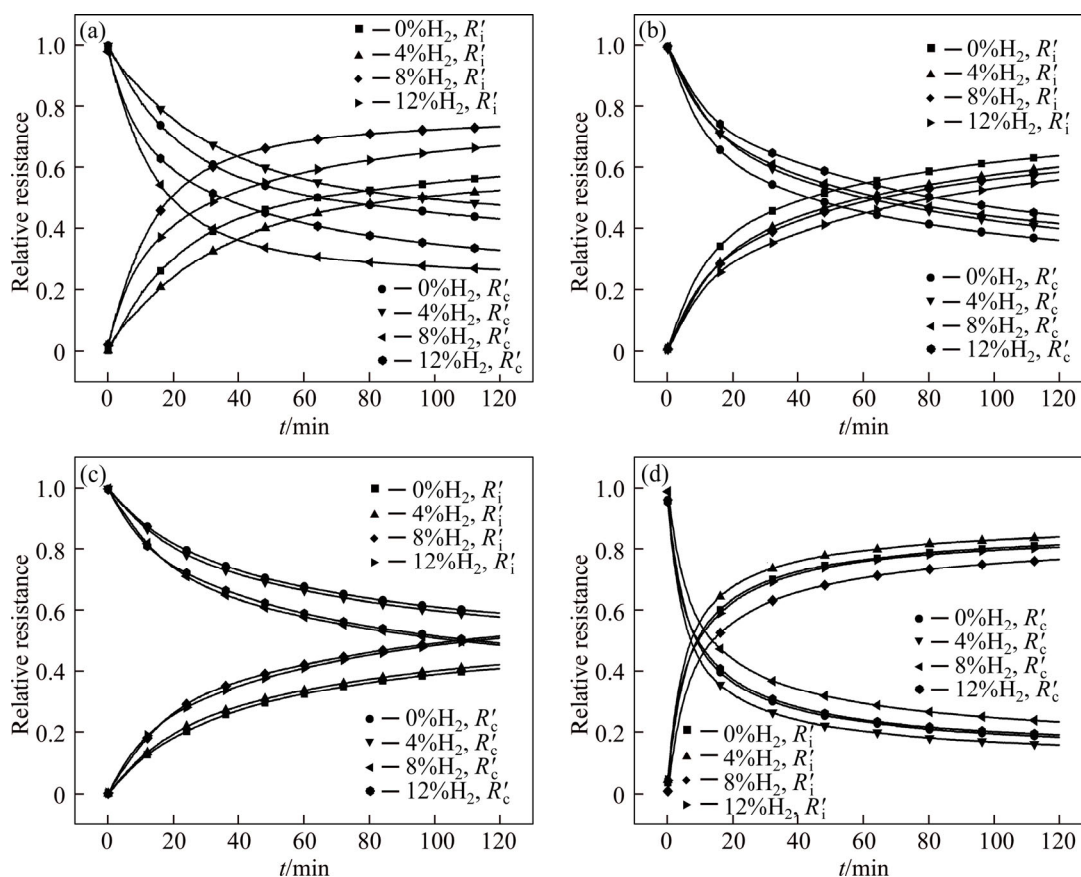 (a)
0%H₂, R′ᵢ
4%H₂, R′ᵢ
8%H₂, R′ᵢ
12%H₂, R′ᵢ
1.0
0.8
0.6
0.4
0.2
0
Relative resistance
0%H₂, R′c
4%H₂, R′c
8%H₂, R′c
12%H₂, R′c
0 20 40 60 80 100 120
t/min
(b)
0%H₂, R′ᵢ
4%H₂, R′ᵢ
8%H₂, R′ᵢ
12%H₂, R′ᵢ
1.0
0.8
0.6
0.4
0.2
0
Relative resistance
0%H₂, R′c
4%H₂, R′c
8%H₂, R′c
12%H₂, R′c
0 20 40 60 80 100 120
t/min
(c)
0%H₂, R′ᵢ
4%H₂, R′ᵢ
8%H₂, R′ᵢ
12%H₂, R′ᵢ
1.0
0.8
0.6
0.4
0.2
0
Relative resistance
0%H₂, R′c
4%H₂, R′c
8%H₂, R′c
12%H₂, R′c
0 20 40 60 80 100 120
t/min
(d)
1.0
0.8
0.6
0.4
0.2
0
Relative resistance
0%H₂, R′c
4%H₂, R′c
8%H₂, R′c
12%H₂, R′c
0%H₂, R′ᵢ
4%H₂, R′ᵢ
8%H₂, R′ᵢ
12%H₂, R′ᵢ
0 20 40 60 80 100 120
t/min